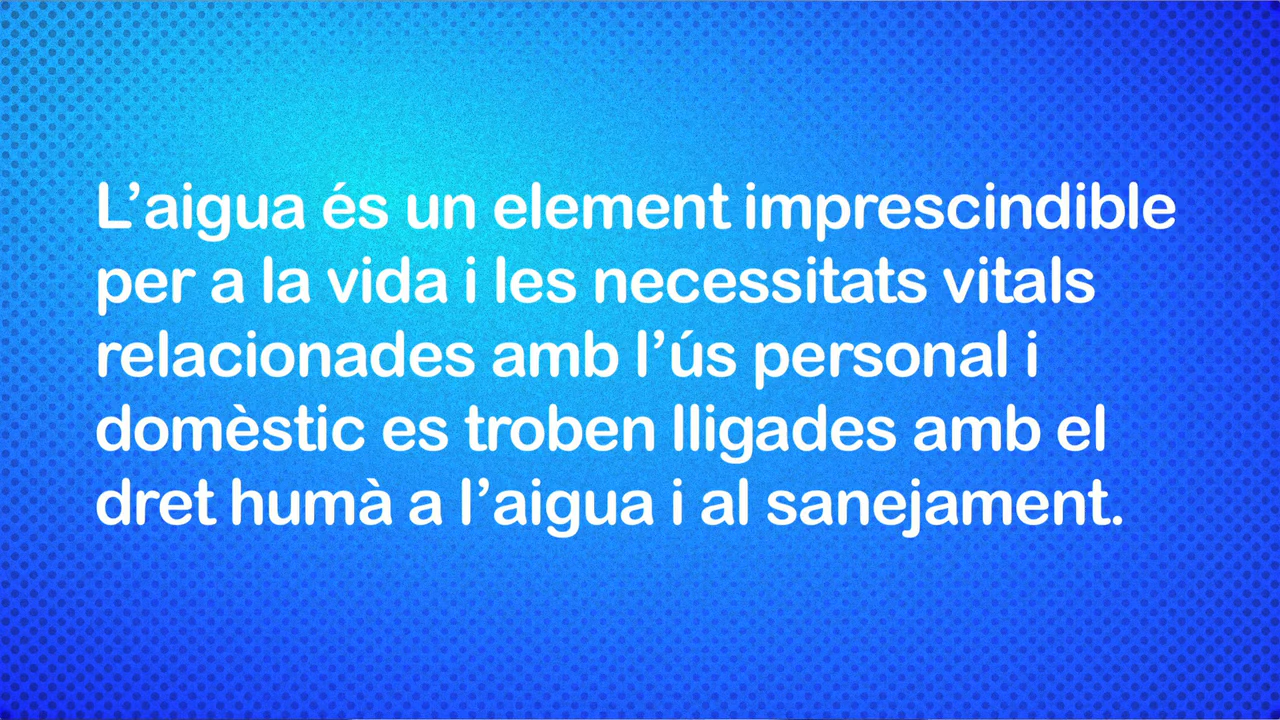 L’aigua és un element imprescindible
per a la vida i les necessitats vitals
relacionades amb l’ús personal i
domèstic es troben lligades amb el
dret humà a l’aigua i al sanejament.